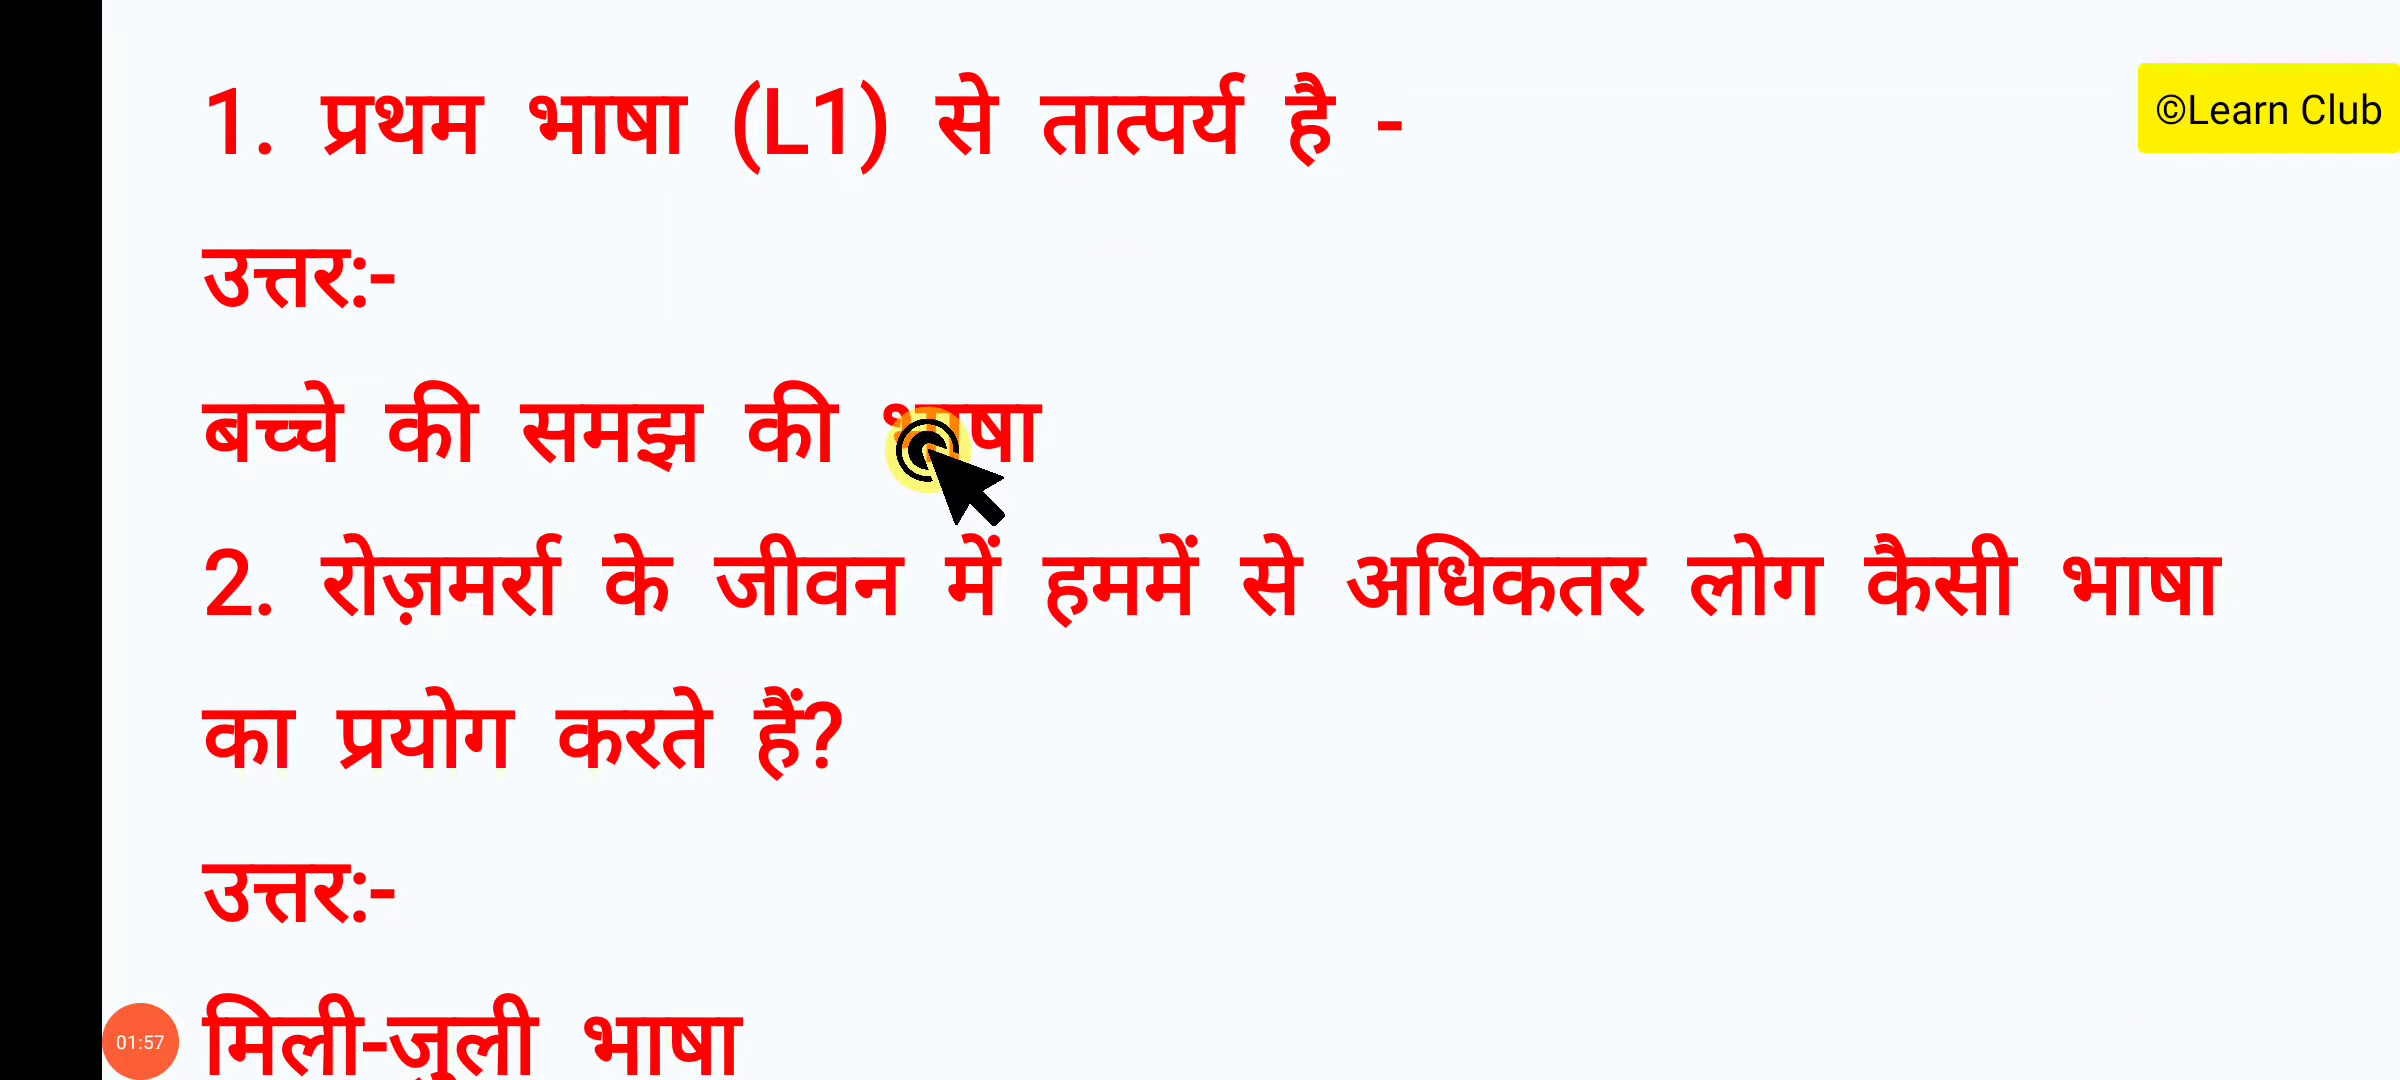 1. प्रथम भाषा (L1) से तात्पर्य है -
©Learn Club
उत्तर:-
बच्चे की समझ की भाषा
2. रोज़मर्रा के जीवन में हममें से अधिकतर लोग कैसी भाषा
का प्रयोग करते हैं?
उत्तर:-
मिली-जुली भाषा
01:57